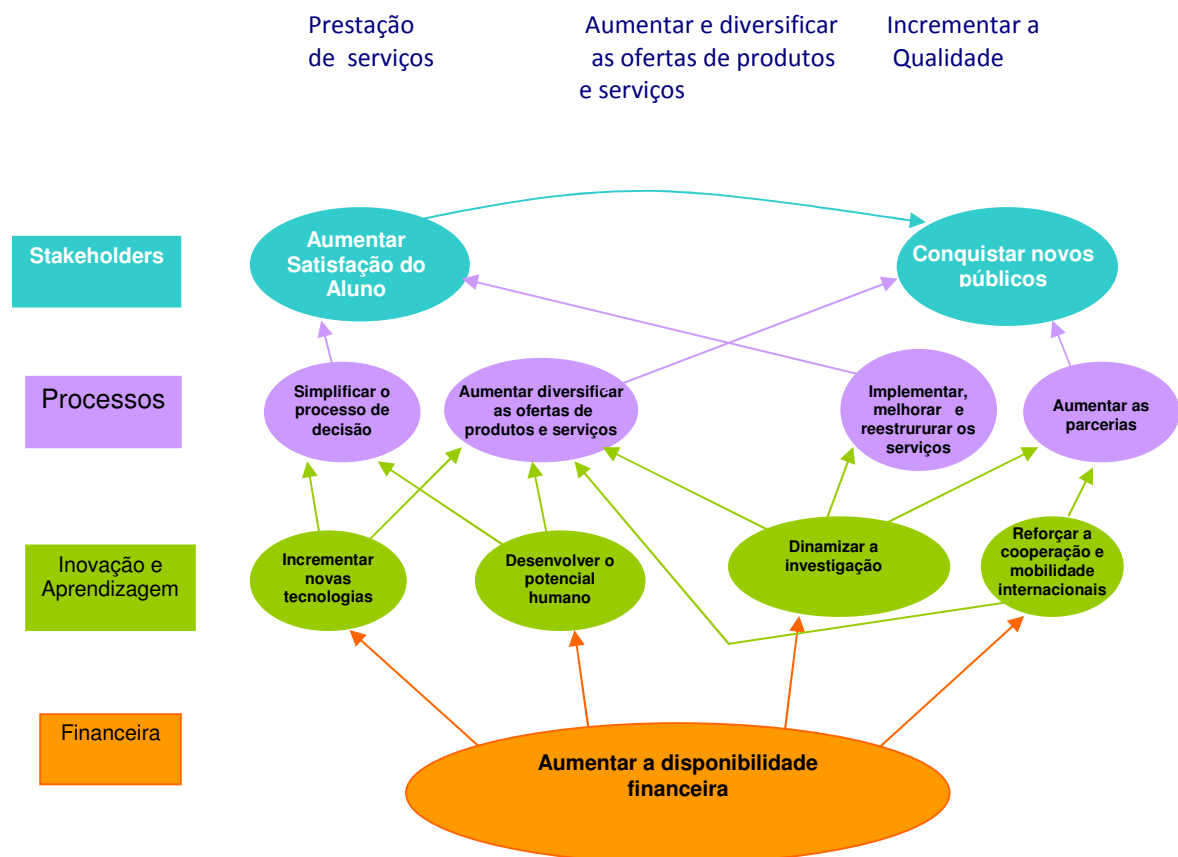 Prestação
de serviços
Aumentar e diversificar
as ofertas de produtos
e serviços
Incrementar a
Qualidade
Stakeholders
Aumentar
Satisfação do
Aluno
Conquistar novos
públicos
Processos
Simplificar o
processo de
decisão
Aumentar diversificar
as ofertas de
produtos e serviços
Implementar,
melhorar e
reestrururar os
serviços
Aumentar as
parcerias
Inovação e
Aprendizagem
Incrementar
novas
tecnologias
Desenvolver o
potencial
humano
Dinamizar a
investigação
Reforçar a
cooperação e
mobilidade
internacionais
Financeira
Aumentar a disponibilidade
financeira